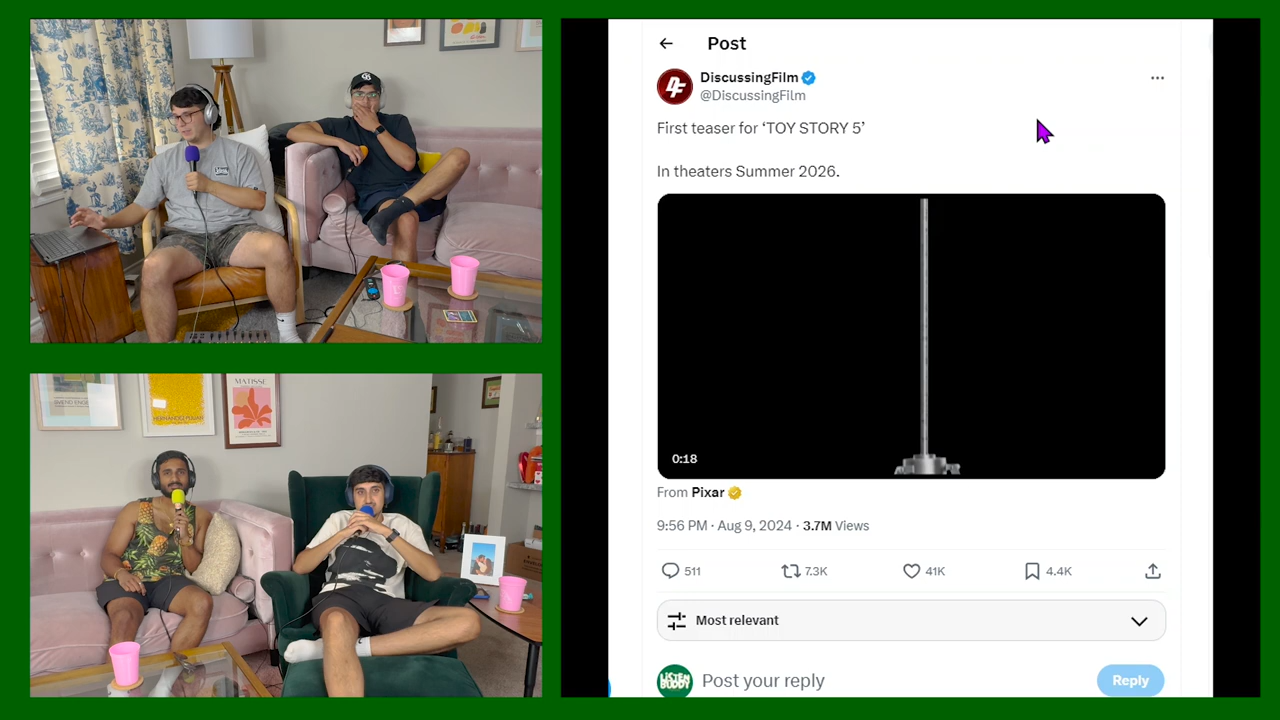 Post
DiscussingFilm
@DiscussingFilm
First teaser for ‘TOY STORY 5’
In theaters Summer 2026.
0:18
From Pixar
9:56 PM · Aug 9, 2024 · 3.7M Views
511
7.3K
41K
4.4K
Most relevant
LiSTEN
BUDDY
Post your reply
Reply
MATISSE